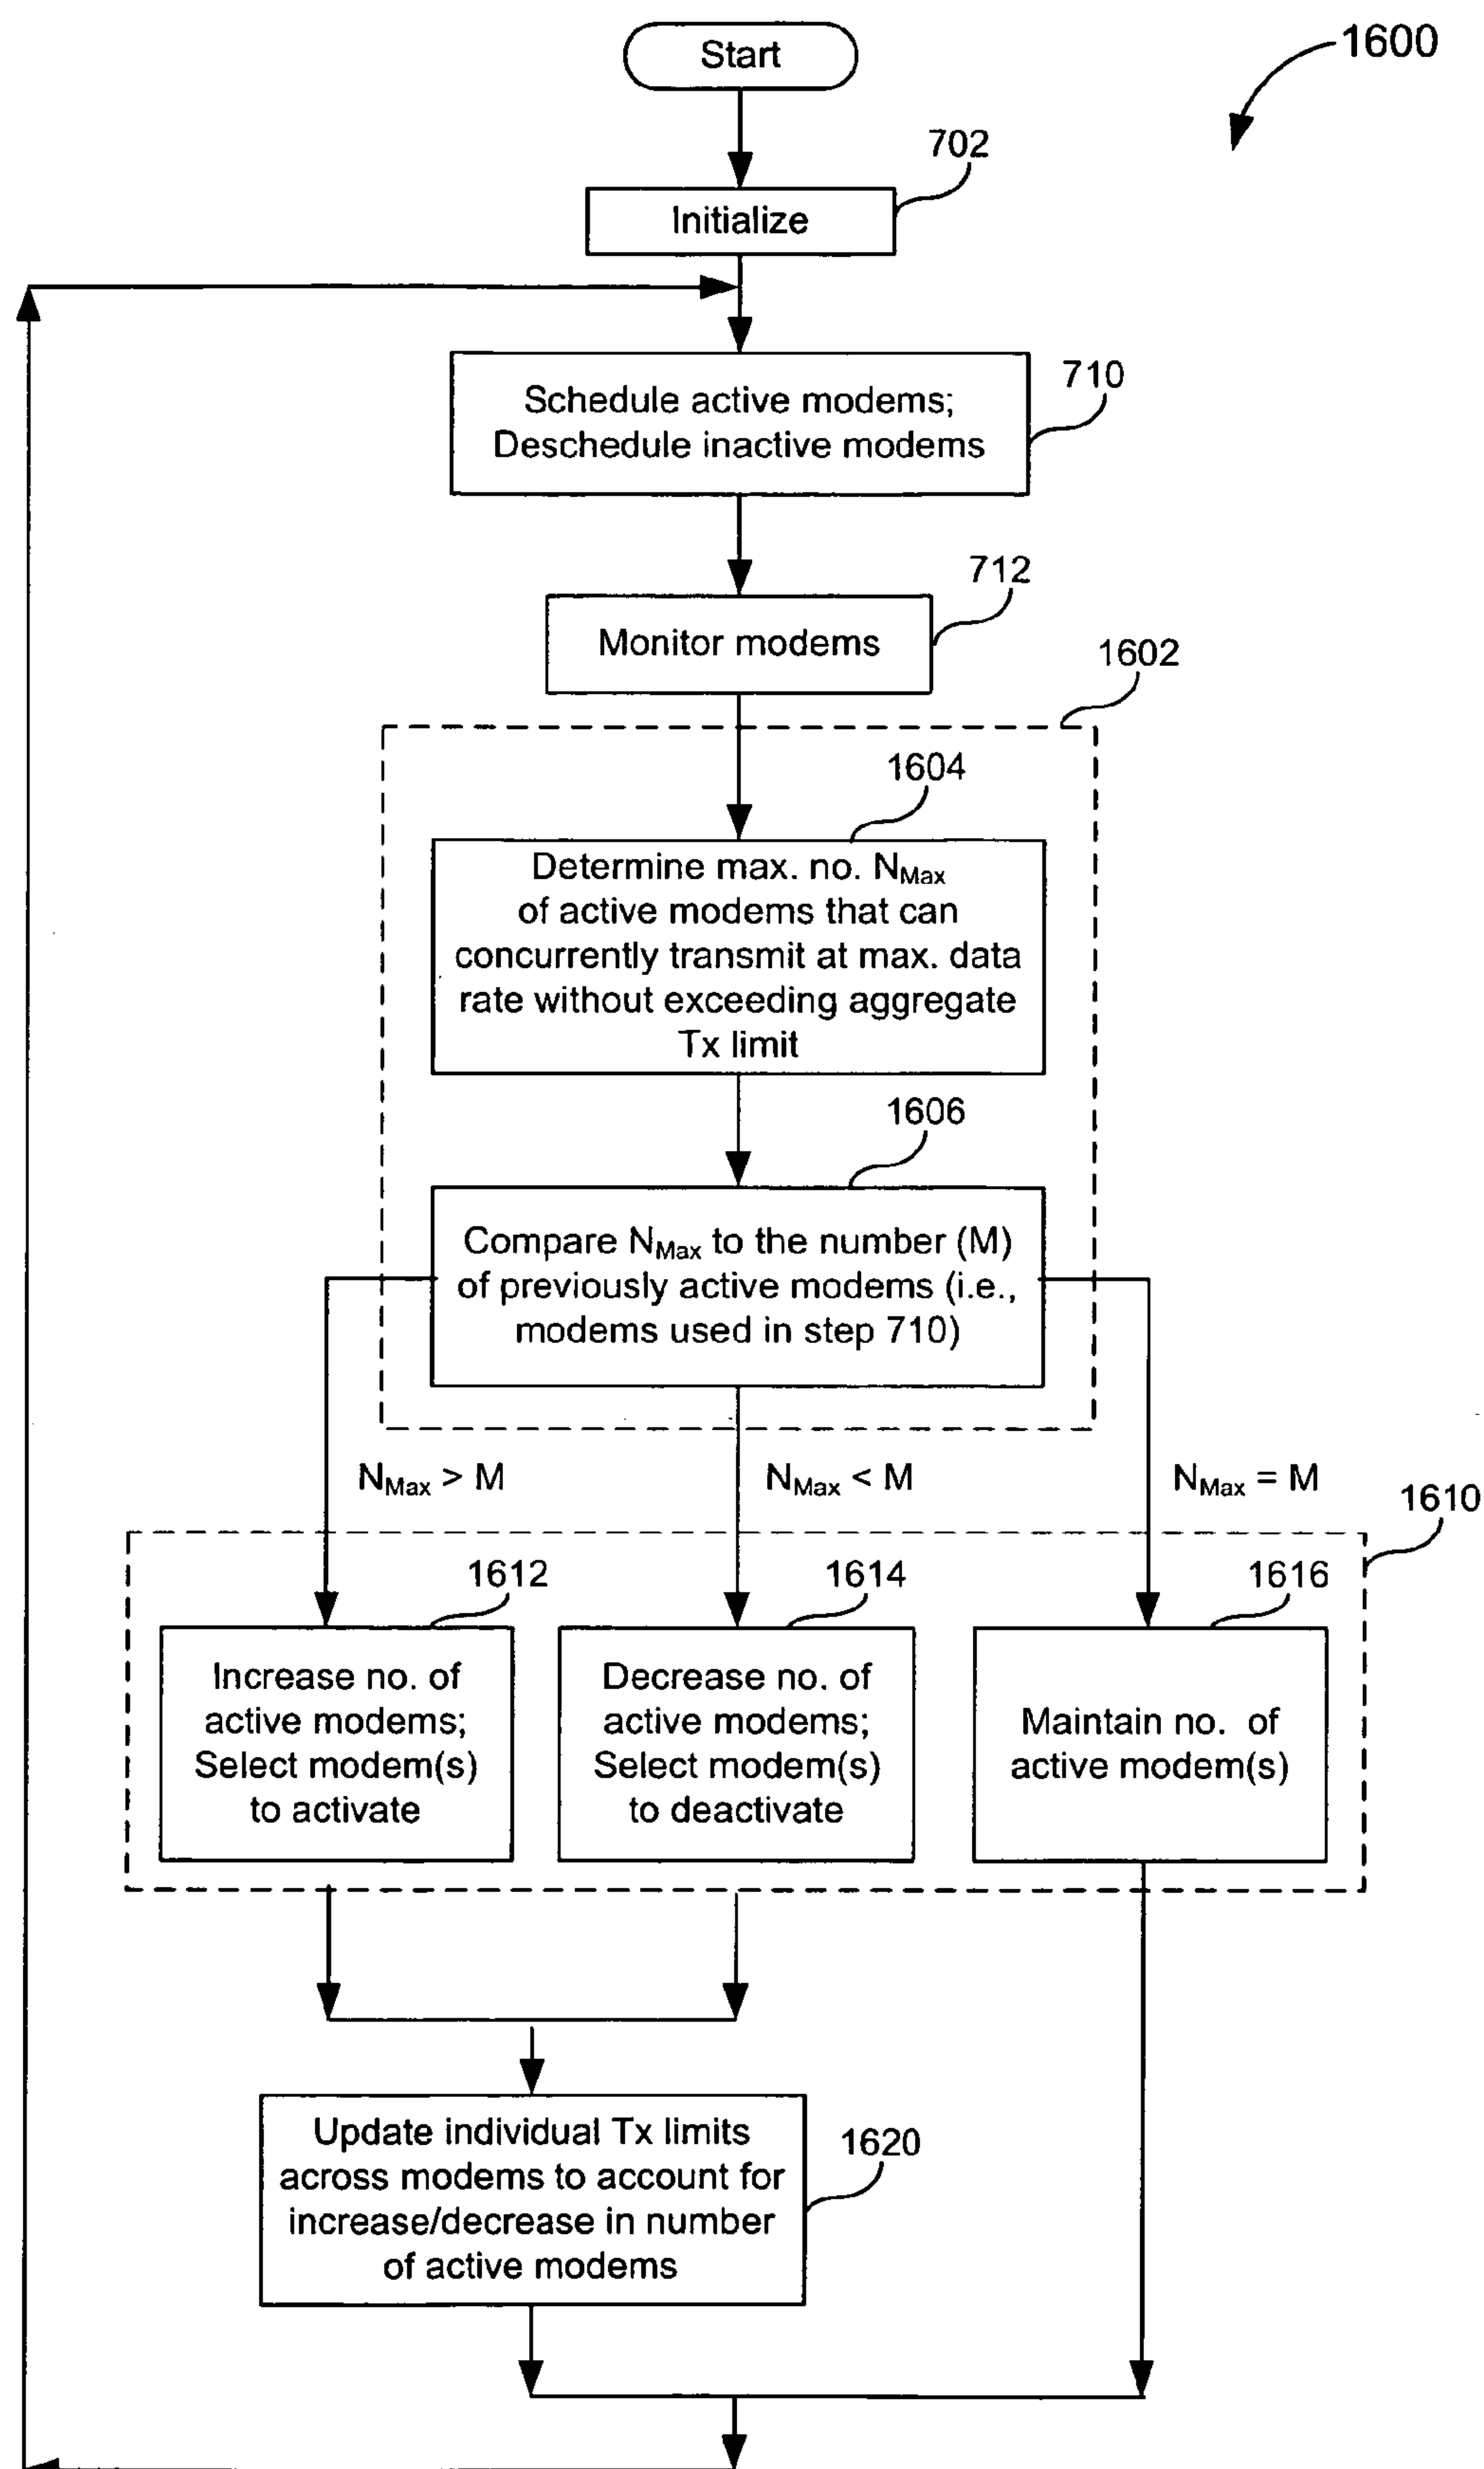 Start
1600
702
Initialize
710
Schedule active modems;
Deschedule inactive modems
712
Monitor modems
1602
1604
Determine max. no. NMax
of active modems that can
concurrently transmit at max. data
rate without exceeding aggregate
Tx limit
1606
Compare NMax to the number (M)
of previously active modems (i.e.,
modems used in step 710)
NMax > M
NMax < M
NMax = M
1610
1612
Increase no. of
active modems;
Select modem(s)
to activate
1614
Decrease no. of
active modems;
Select modem(s)
to deactivate
1616
Maintain no. of
active modem(s)
Update individual Tx limits
across modems to account for
increase/decrease in number
of active modems
1620